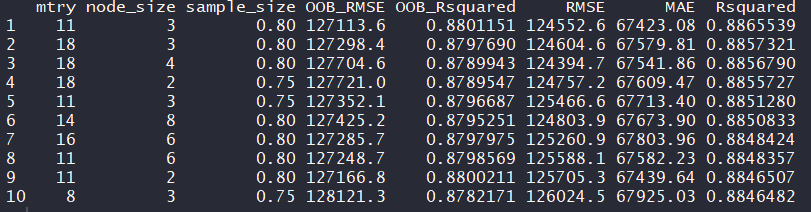 mtry node_size sample_size OOB_RMSE OOB_Rsquared RMSE MAE Rsquared
1 11 3 0.80 127113.6 0.8801151 124552.6 67423.08 0.8866539
2 18 3 0.80 127298.4 0.8797690 124604.6 67579.81 0.8857321
3 18 4 0.80 127704.6 0.8789943 124394.7 67541.86 0.8856790
4 18 2 0.75 127721.0 0.8789547 124757.2 67609.47 0.8855727
5 11 3 0.75 127352.1 0.8796687 125466.6 67713.40 0.8851280
6 14 8 0.80 127425.2 0.8795251 124803.9 67673.90 0.8850833
7 16 6 0.80 127285.7 0.8797975 125260.9 67803.96 0.8848424
8 11 6 0.80 127248.7 0.8798569 125588.1 67582.23 0.8848357
9 11 2 0.80 127166.8 0.8800211 125705.3 67439.64 0.8846507
10 8 3 0.75 128121.3 0.8782171 126024.5 67925.03 0.8846482